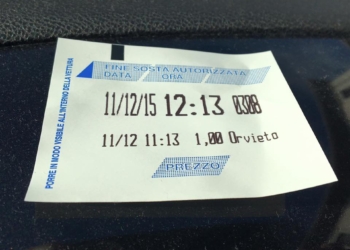 FINE SOSTA AUTORIZZATA
DATA ORA
11/12/15 12:13 0308
11/12 11:13 1,00 Orvieto
PREZZO
PORRE IN MODO VISIBILE ALL'INTERNO DELLA VETTURA